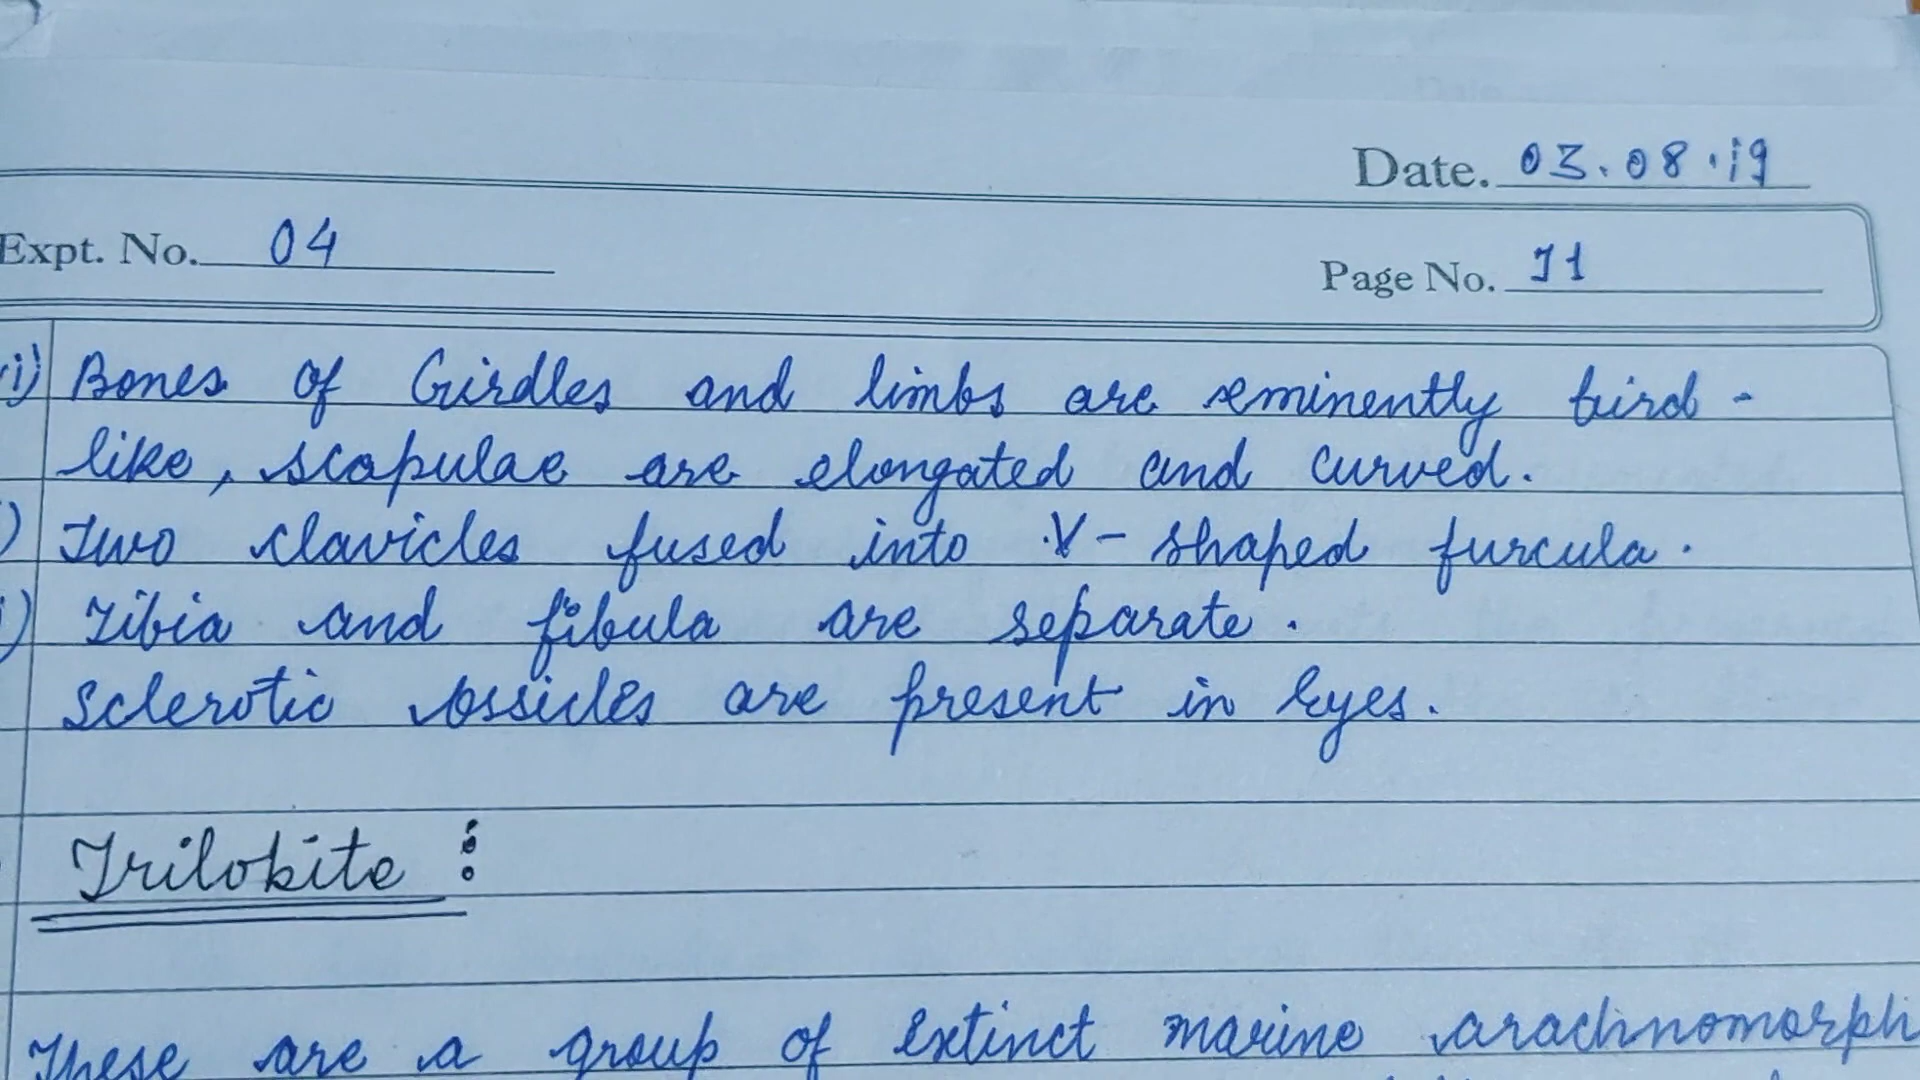 Date. 03.08.19
Expt. No. 04
Page No. 11
i) Bones of Girdles and limbs are eminently bird -
like, scapulae are elongated and curved.
) Two clavicles fused into V- shaped furcula.
) Tibia and fibula are separate.
Sclerotic ossicles are present in Eyes.
Trilobite :
These are a group of extinct marine arachnomorph